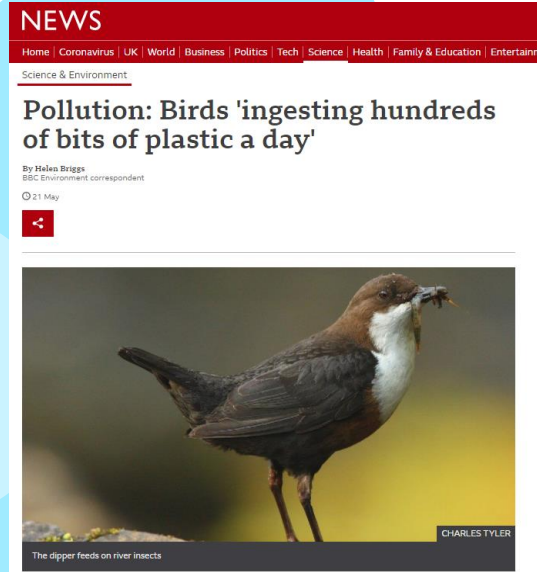 NEWS
Home | Coronavirus | UK | World | Business | Politics | Tech | Science | Health | Family & Education |
Science & Environment
Pollution: Birds 'ingesting hundreds
of bits of plastic a day'
By Helen Briggs
BBC Environment correspondent
21 May
CHARLES TYLER
The dipper feeds on river insects